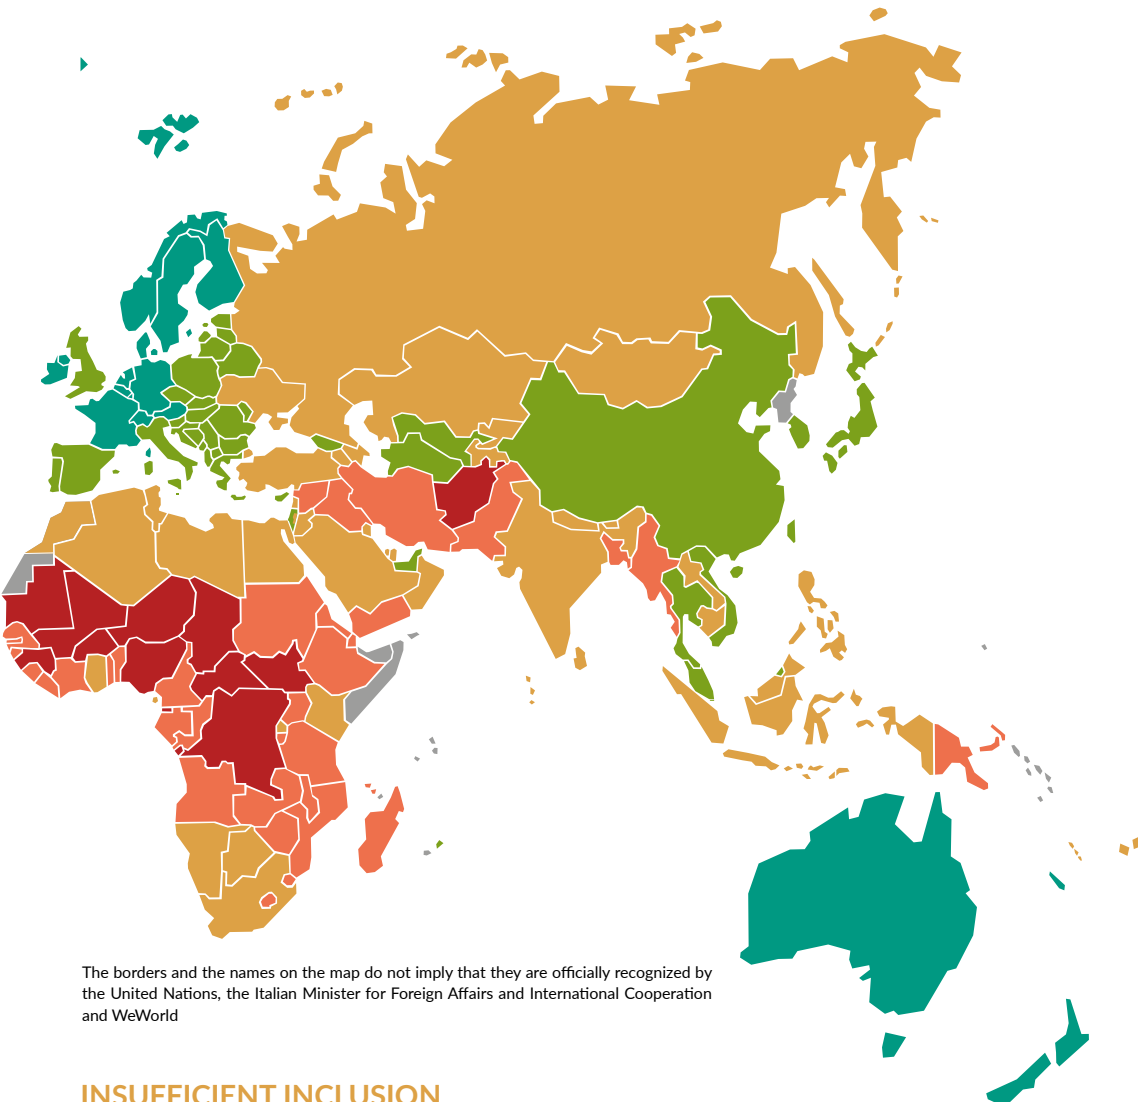 The borders and the names on the map do not imply that they are officially recognized by
the United Nations, the Italian Minister for Foreign Affairs and International Cooperation
and WeWorld
INSUFFICIENT INCLUSION